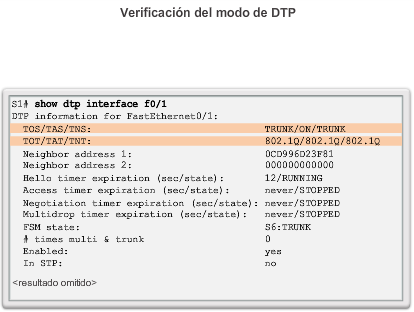 Verificación del modo de DTP
S1# show dtp interface f0/1
DTP information for FastEthernet0/1:
TOS/TAS/TNS: TRUNK/ON/TRUNK
TOT/TAT/TNT: 802.1Q/802.1Q/802.1Q
Neighbor address 1: 0CD996D23F81
Neighbor address 2: 000000000000
Hello timer expiration (sec/state): 12/RUNNING
Access timer expiration (sec/state): never/STOPPED
Negotiation timer expiration (sec/state): never/STOPPED
Multidrop timer expiration (sec/state): never/STOPPED
FSM state: S6:TRUNK
# times multi & trunk 0
Enabled: yes
In STP: no
<resultado omitido>